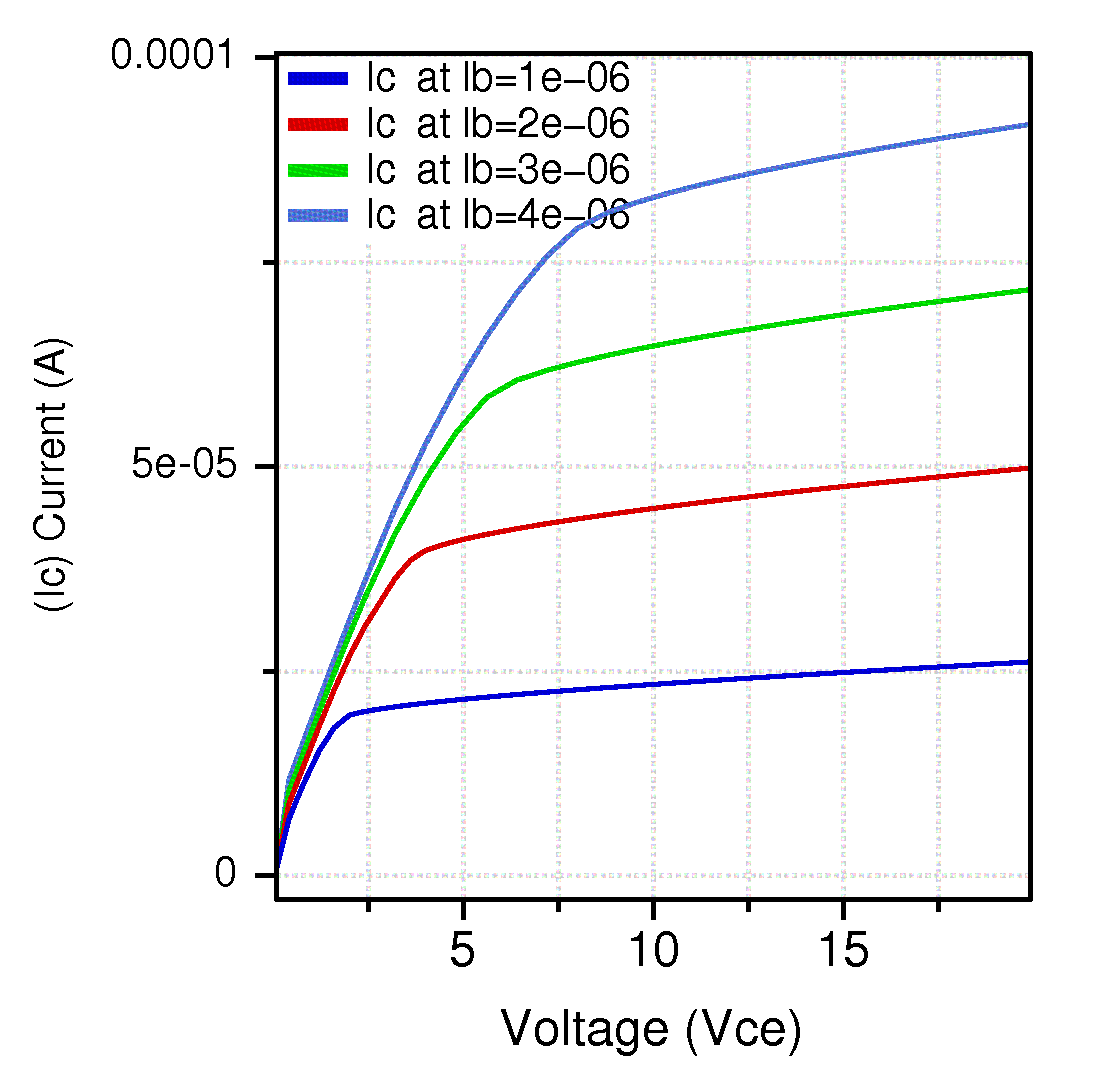 0.0001
Ic at Ib=1e−06
Ic at Ib=2e−06
Ic at Ib=3e−06
Ic at Ib=4e−06
(Ic) Current (A)
5e-05
0
5
10
15
Voltage (Vce)